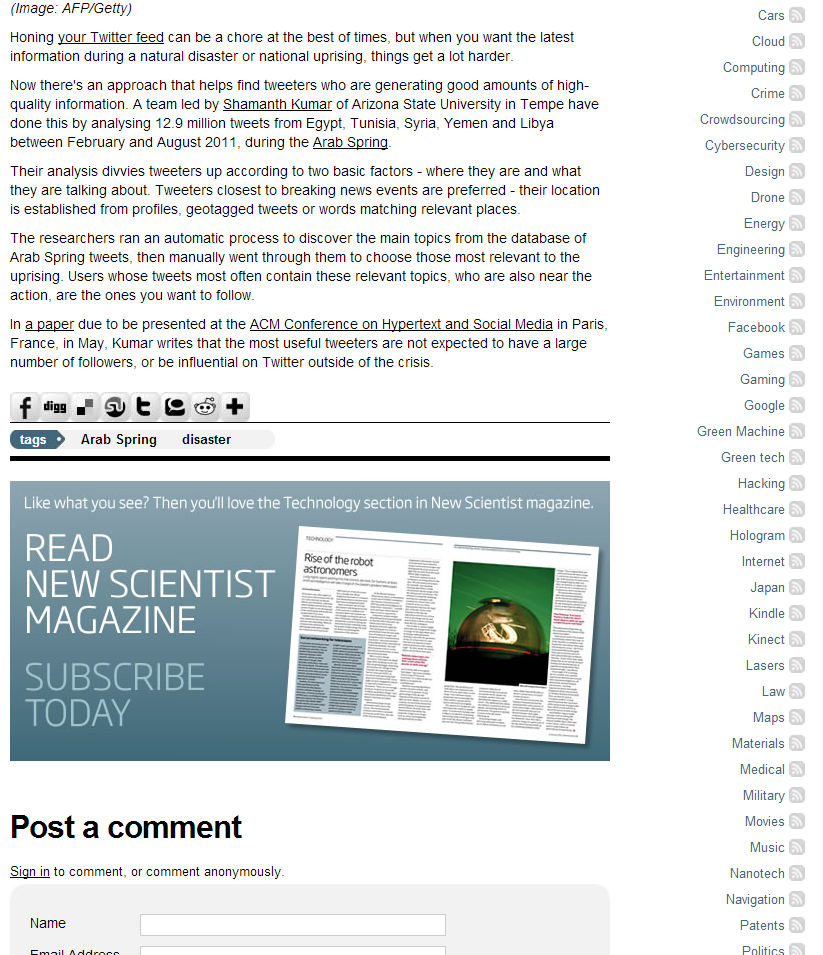 (Image: AFP/Getty)
Honing your Twitter feed can be a chore at the best of times, but when you want the latest
information during a natural disaster or national uprising, things get a lot harder.
Now there's an approach that helps find tweeters who are generating good amounts of high-
quality information. A team led by Shamanth Kumar of Arizona State University in Tempe have
done this by analysing 12.9 million tweets from Egypt, Tunisia, Syria, Yemen and Libya
between February and August 2011, during the Arab Spring.
Their analysis divvies tweeters up according to two basic factors - where they are and what
they are talking about. Tweeters closest to breaking news events are preferred - their location
is established from profiles, geotagged tweets or words matching relevant places.
The researchers ran an automatic process to discover the main topics from the database of
Arab Spring tweets, then manually went through them to choose those most relevant to the
uprising. Users whose tweets most often contain these relevant topics, who are also near the
action, are the ones you want to follow.
In a paper due to be presented at the ACM Conference on Hypertext and Social Media in Paris,
France, in May, Kumar writes that the most useful tweeters are not expected to have a large
number of followers, or be influential on Twitter outside of the crisis.
digg
tags Arab Spring disaster
Like what you see? Then you'll love the Technology section in New Scientist magazine.
READ
NEW SCIENTIST
MAGAZINE
SUBSCRIBE
TODAY
TECHNOLOGY
Rise of the robot
astronomers
Post a comment
Sign in to comment, or comment anonymously.
Name
Email Address
Cars
Cloud
Computing
Crime
Crowdsourcing
Cybersecurity
Design
Drone
Energy
Engineering
Entertainment
Environment
Facebook
Games
Gaming
Google
Green Machine
Green tech
Hacking
Healthcare
Hologram
Internet
Japan
Kindle
Kinect
Lasers
Law
Maps
Materials
Medical
Military
Movies
Music
Nanotech
Navigation
Patents
Politics